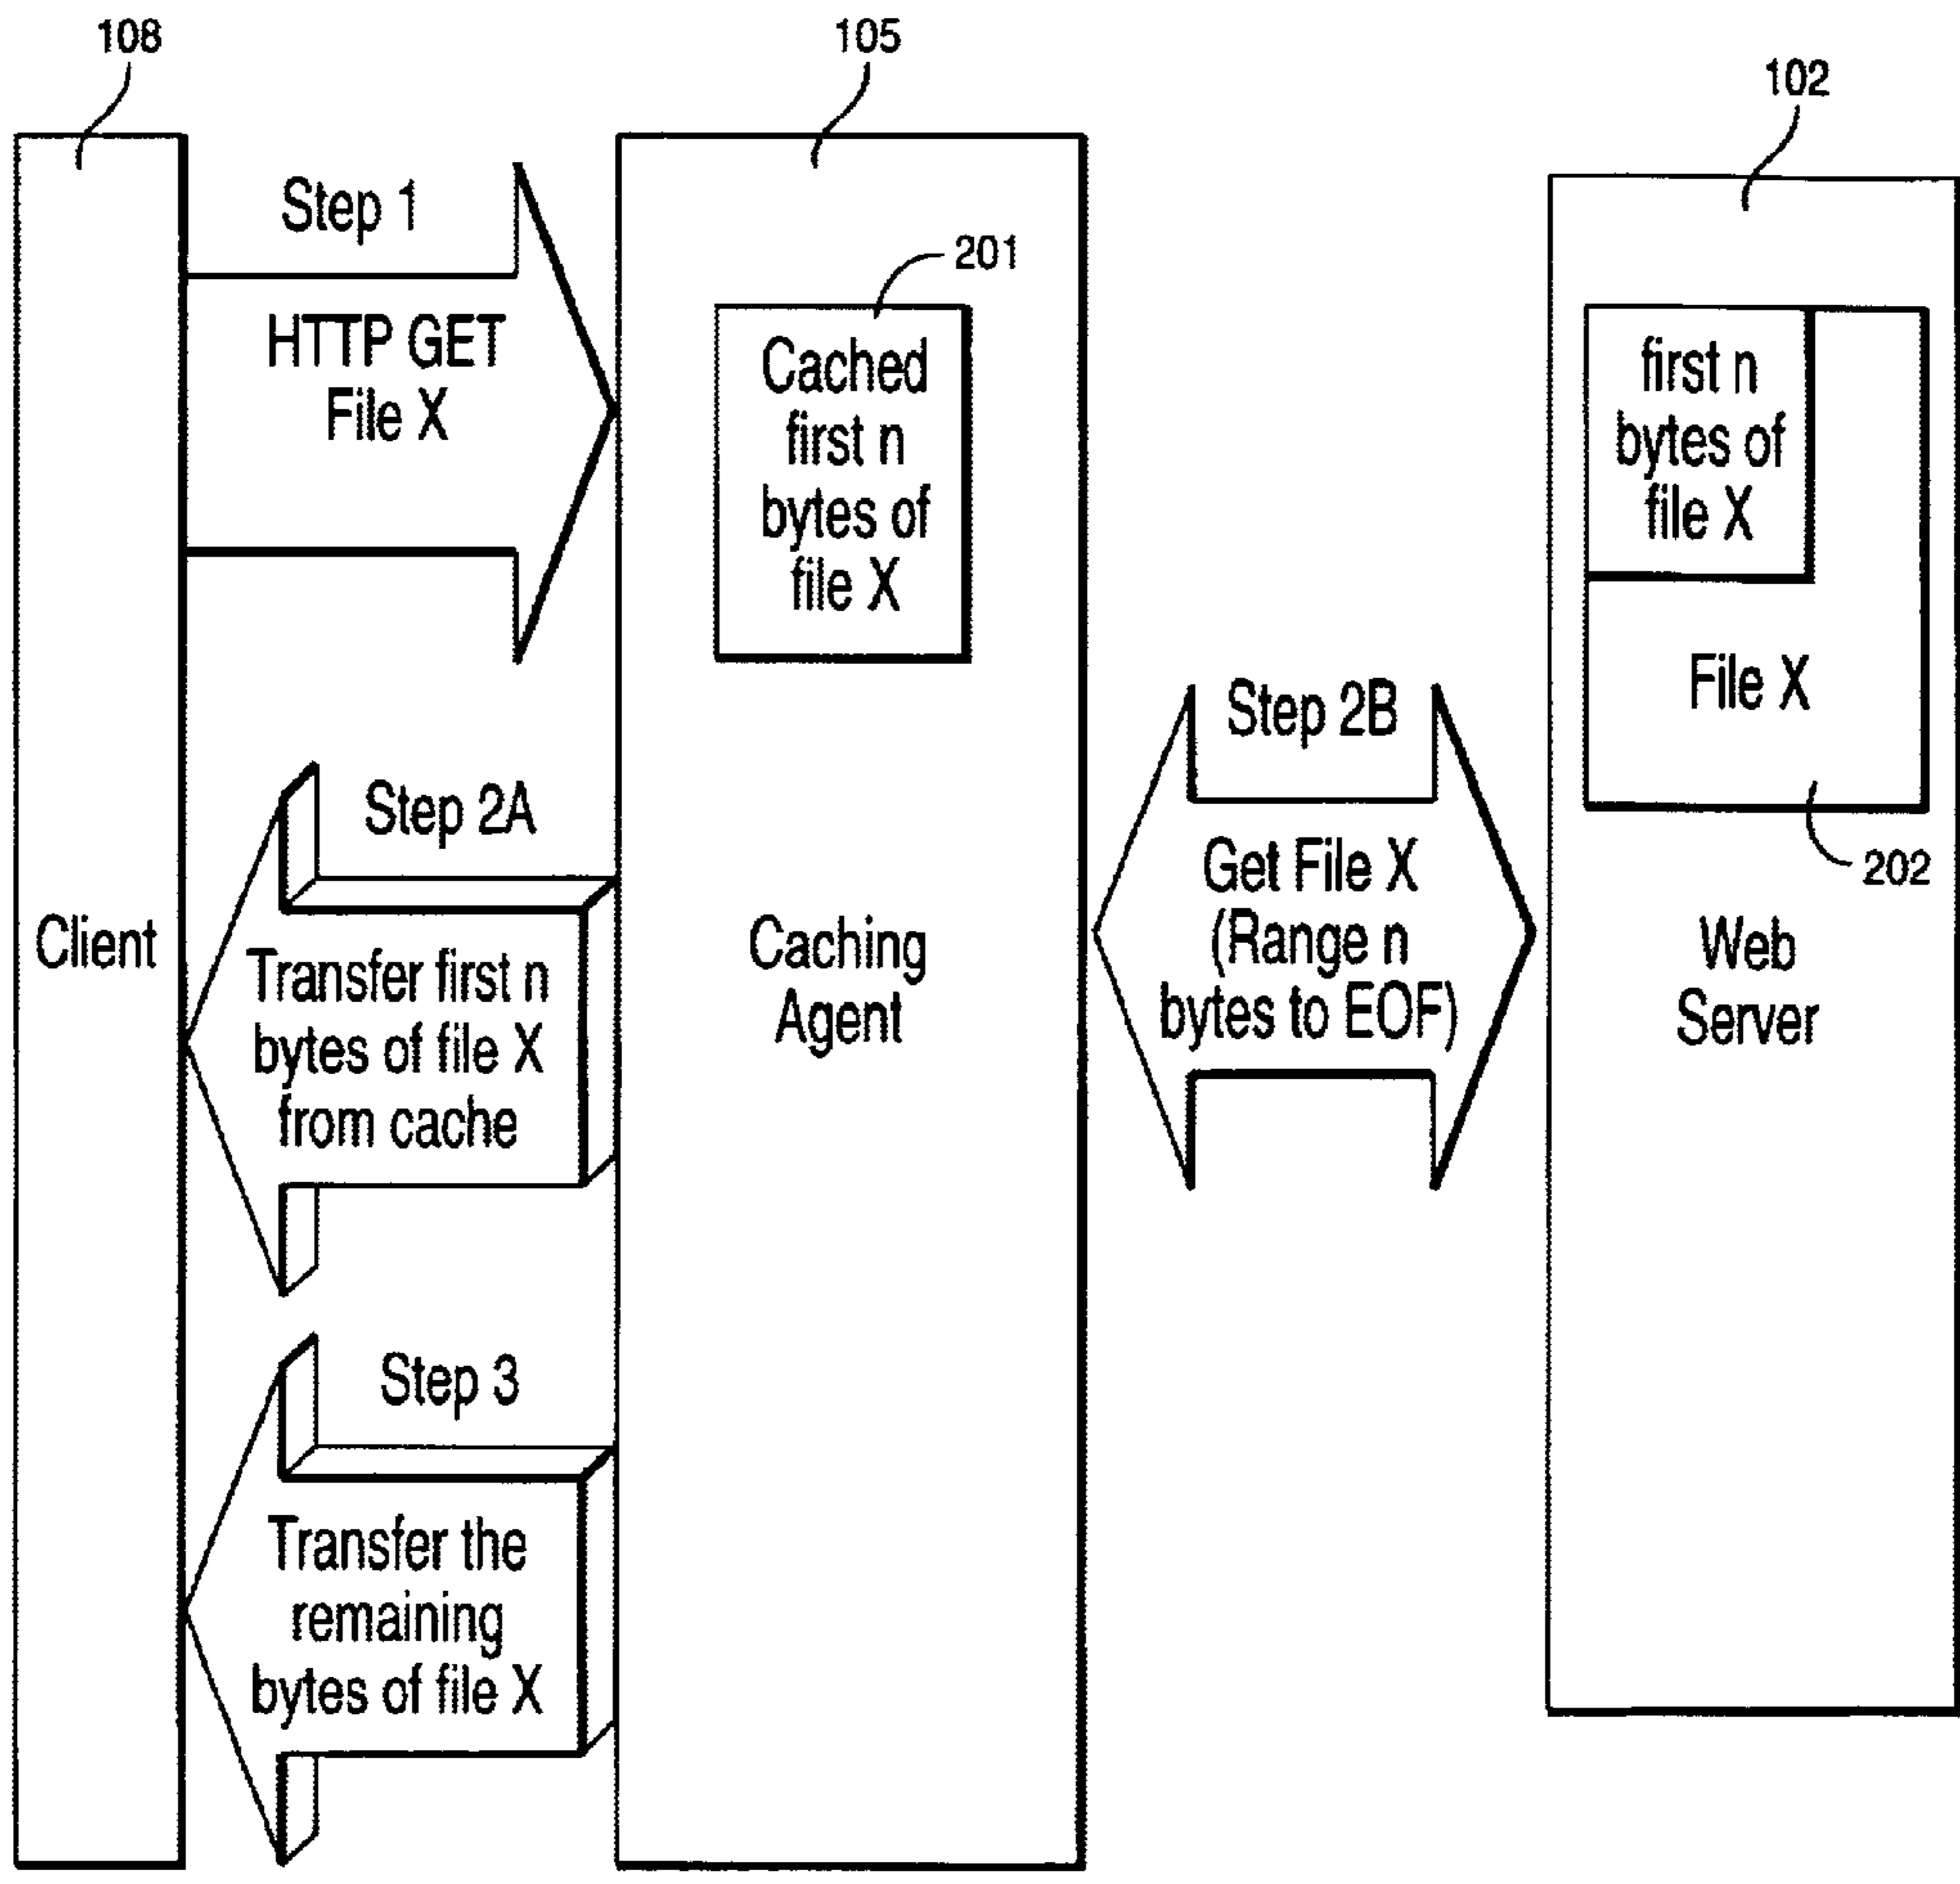 108
105
102
Step 1
HTTP GET
File X
201
Cached
first n
bytes of
file X
first n
bytes of
file X
File X
202
Step 2B
Get File X
(Range n
bytes to EOF)
Step 2A
Transfer first n
bytes of file X
from cache
Client
Caching
Agent
Web
Server
Step 3
Transfer the
remaining
bytes of file X